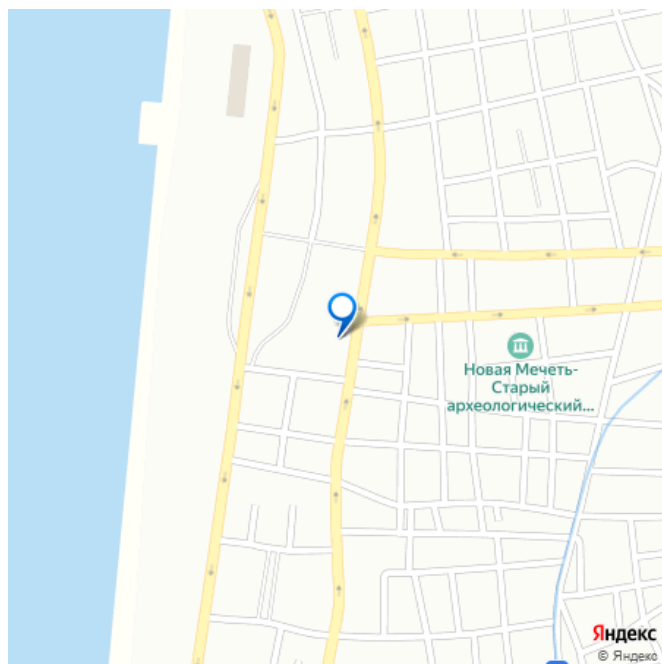 Новая Мечеть-
Старый
археологический...
Яндекс
© Яндекс